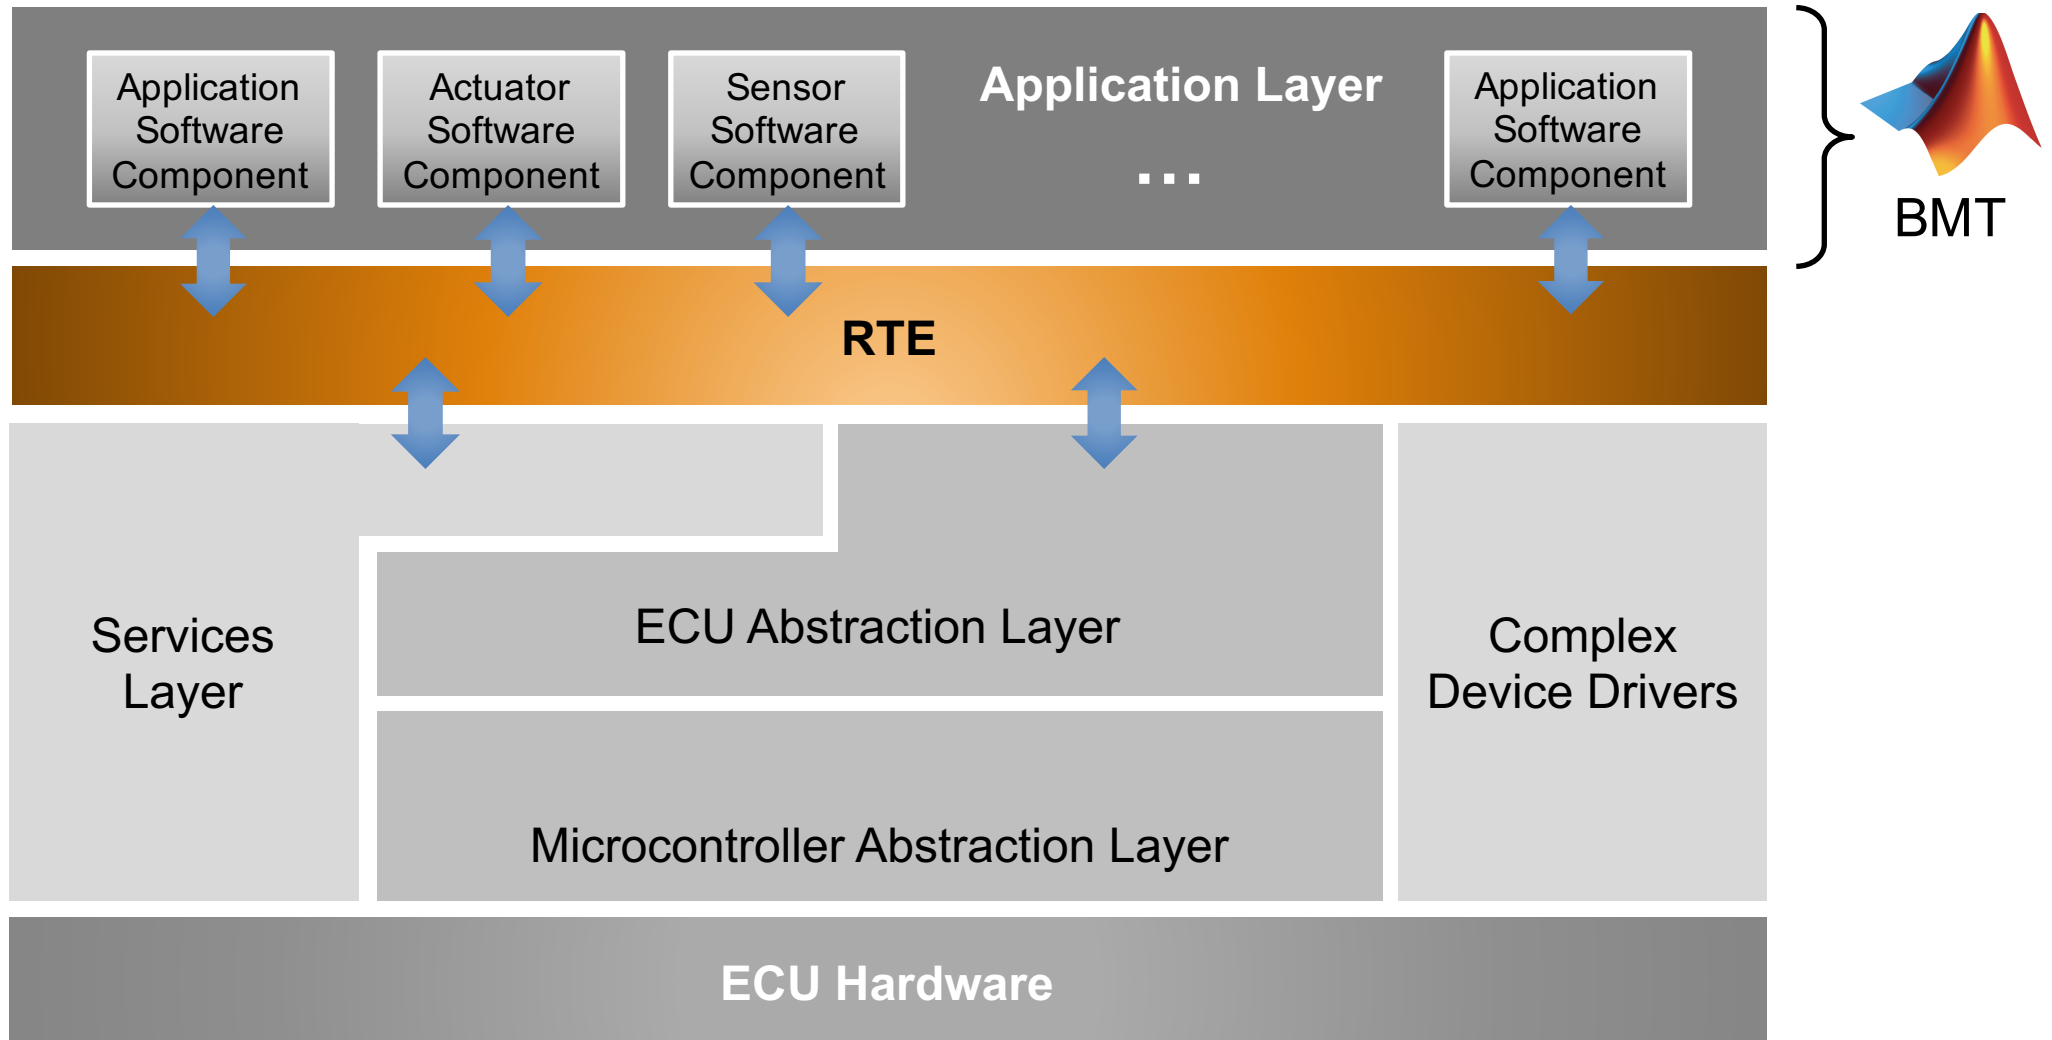 Application
Software
Component
Actuator
Software
Component
Sensor
Software
Component
Application Layer
...
Application
Software
Component
BMT
RTE
Services
Layer
ECU Abstraction Layer
Complex
Device Drivers
Microcontroller Abstraction Layer
ECU Hardware